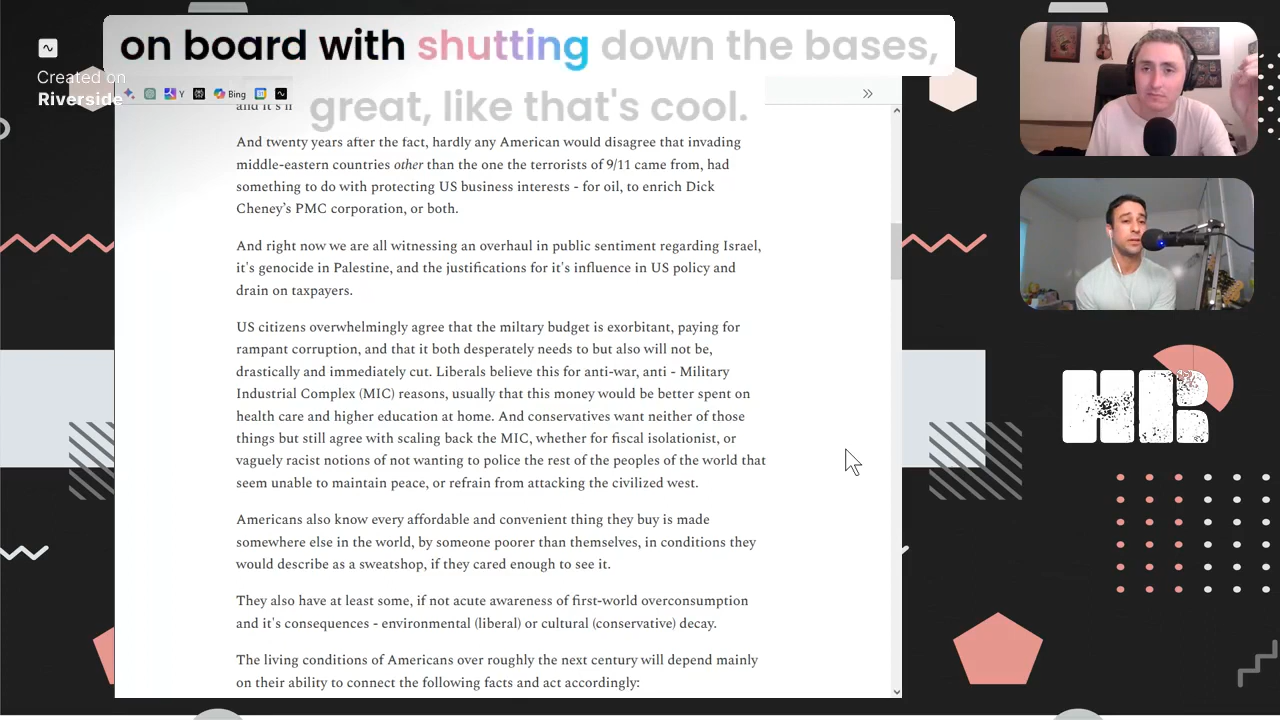 on board with shutting down the bases,
great, like that's cool.
Created on
Riverside
Y
Bing
»
And twenty years after the fact, hardly any American would disagree that invading
middle-eastern countries other than the one the terrorists of 9/11 came from, had
something to do with protecting US business interests - for oil, to enrich Dick
Cheney's PMC corporation, or both.
And right now we are all witnessing an overhaul in public sentiment regarding Israel,
it's genocide in Palestine, and the justifications for it's influence in US policy and
drain on taxpayers.
US citizens overwhelmingly agree that the miltary budget is exorbitant, paying for
rampant corruption, and that it both desperately needs to but also will not be,
drastically and immediately cut. Liberals believe this for anti-war, anti - Military
Industrial Complex (MIC) reasons, usually that this money would be better spent on
health care and higher education at home. And conservatives want neither of those
things but still agree with scaling back the MIC, whether for fiscal isolationist, or
vaguely racist notions of not wanting to police the rest of the peoples of the world that
seem unable to maintain peace, or refrain from attacking the civilized west.
Americans also know every affordable and convenient thing they buy is made
somewhere else in the world, by someone poorer than themselves, in conditions they
would describe as a sweatshop, if they cared enough to see it.
They also have at least some, if not acute awareness of first-world overconsumption
and it's consequences - environmental (liberal) or cultural (conservative) decay.
The living conditions of Americans over roughly the next century will depend mainly
on their ability to connect the following facts and act accordingly:
HR